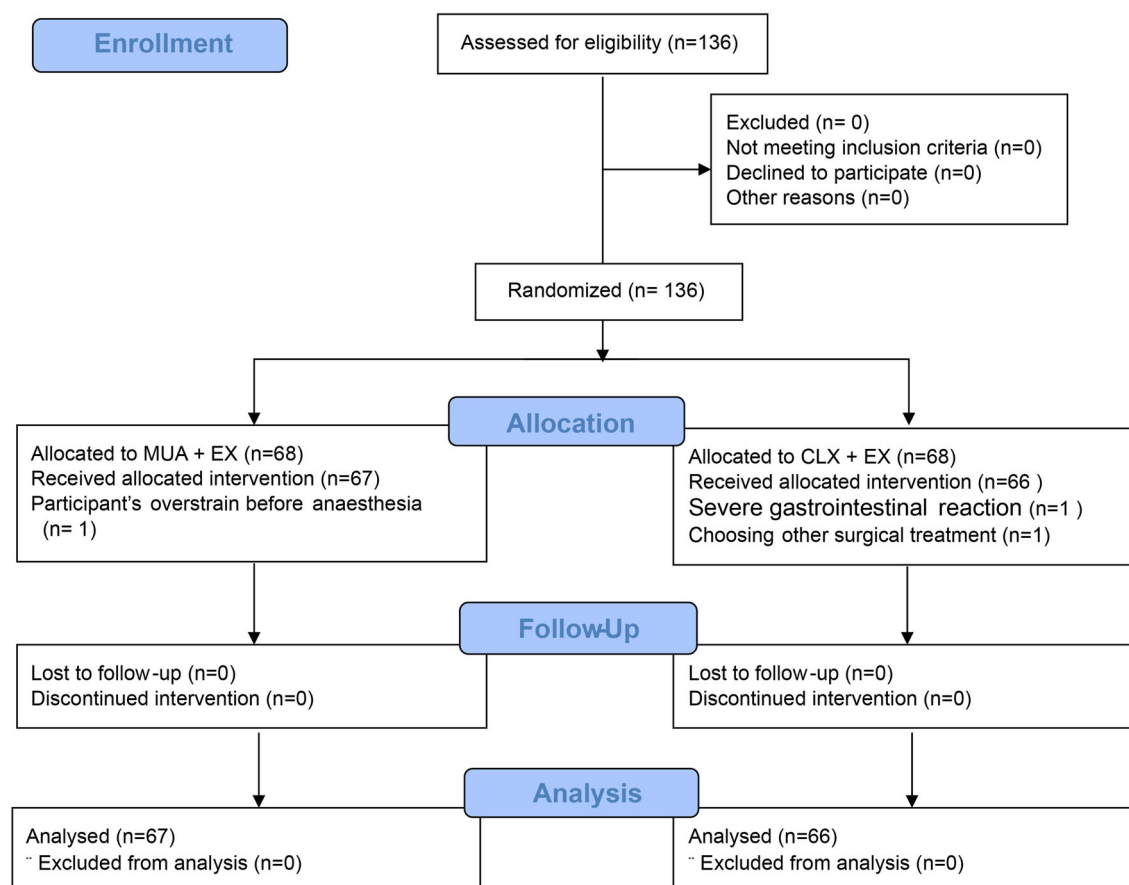 Enrollment
Assessed for eligibility (n=136)
Excluded (n= 0)
Not meeting inclusion criteria (n=0)
Declined to participate (n=0)
Other reasons (n=0)
Randomized (n= 136)
Allocation
Allocated to MUA + EX (n=68)
Received allocated intervention (n=67)
Participant's overstrain before anaesthesia
(n= 1)
Allocated to CLX + EX (n=68)
Received allocated intervention (n=66 )
Severe gastrointestinal reaction (n=1 )
Choosing other surgical treatment (n=1)
Follow-Up
Lost to follow-up (n=0)
Discontinued intervention (n=0)
Lost to follow-up (n=0)
Discontinued intervention (n=0)
Analysis
Analysed (n=67)
¨ Excluded from analysis (n=0)
Analysed (n=66)
¨ Excluded from analysis (n=0)